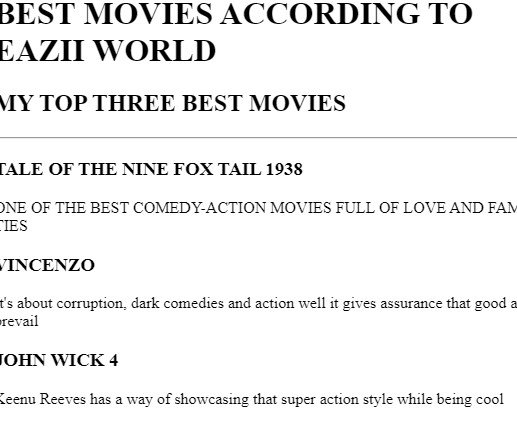 BEST MOVIES ACCORDING TO
EAZII WORLD
MY TOP THREE BEST MOVIES
TALE OF THE NINE FOX TAIL 1938
ONE OF THE BEST COMEDY-ACTION MOVIES FULL OF LOVE AND FAM
TIES
VINCENZO
It's about corruption, dark comedies and action well it gives assurance that good a
prevail
JOHN WICK 4
Keenu Reeves has a way of showcasing that super action style while being cool